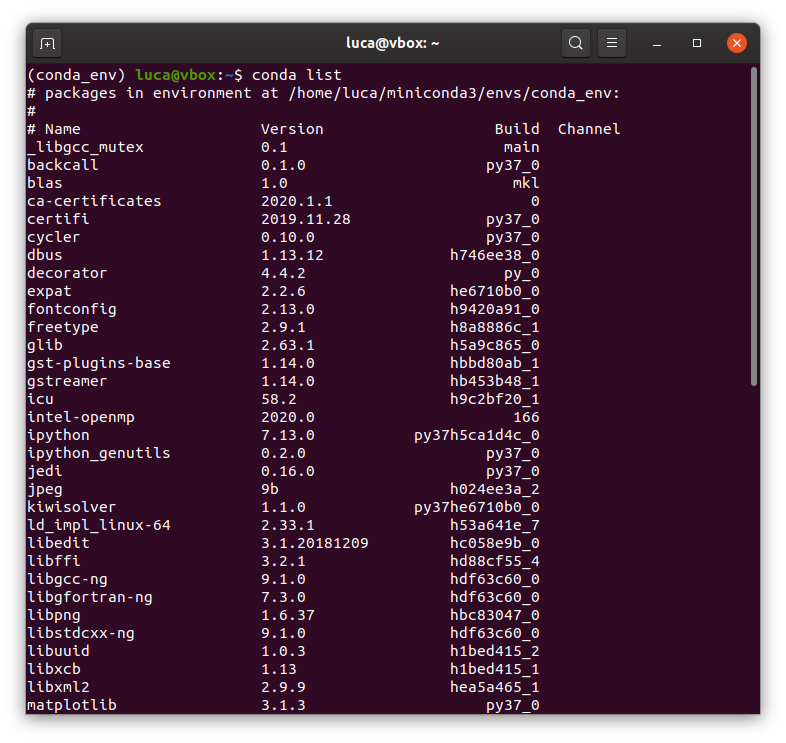 luca@vbox: ~
(conda_env) luca@vbox:~$ conda list
# packages in environment at /home/luca/miniconda3/envs/conda_env:
#
# Name                    Version                   Build  Channel
_libgcc_mutex             0.1                        main
backcall                  0.1.0                    py37_0
blas                      1.0                         mkl
ca-certificates           2020.1.1                      0
certifi                   2019.11.28               py37_0
cycler                    0.10.0                   py37_0
dbus                      1.13.12              h746ee38_0
decorator                 4.4.2                      py_0
expat                     2.2.6                he6710b0_0
fontconfig                2.13.0               h9420a91_0
freetype                  2.9.1                h8a8886c_1
glib                      2.63.1               h5a9c865_0
gst-plugins-base          1.14.0               hbbd80ab_1
gstreamer                 1.14.0               hb453b48_1
icu                       58.2                 h9c2bf20_1
intel-openmp              2020.0                      166
ipython                   7.13.0           py37h5ca1d4c_0
ipython_genutils          0.2.0                    py37_0
jedi                      0.16.0                   py37_0
jpeg                      9b                   h024ee3a_2
kiwisolver                1.1.0            py37he6710b0_0
ld_impl_linux-64          2.33.1               h53a641e_7
libedit                   3.1.20181209         hc058e9b_0
libffi                    3.2.1                hd88cf55_4
libgcc-ng                 9.1.0                hdf63c60_0
libgfortran-ng            7.3.0                hdf63c60_0
libpng                    1.6.37               hbc83047_0
libstdcxx-ng              9.1.0                hdf63c60_0
libuuid                   1.0.3                h1bed415_2
libxcb                    1.13                 h1bed415_1
libxml2                   2.9.9                hea5a465_1
matplotlib                3.1.3                    py37_0